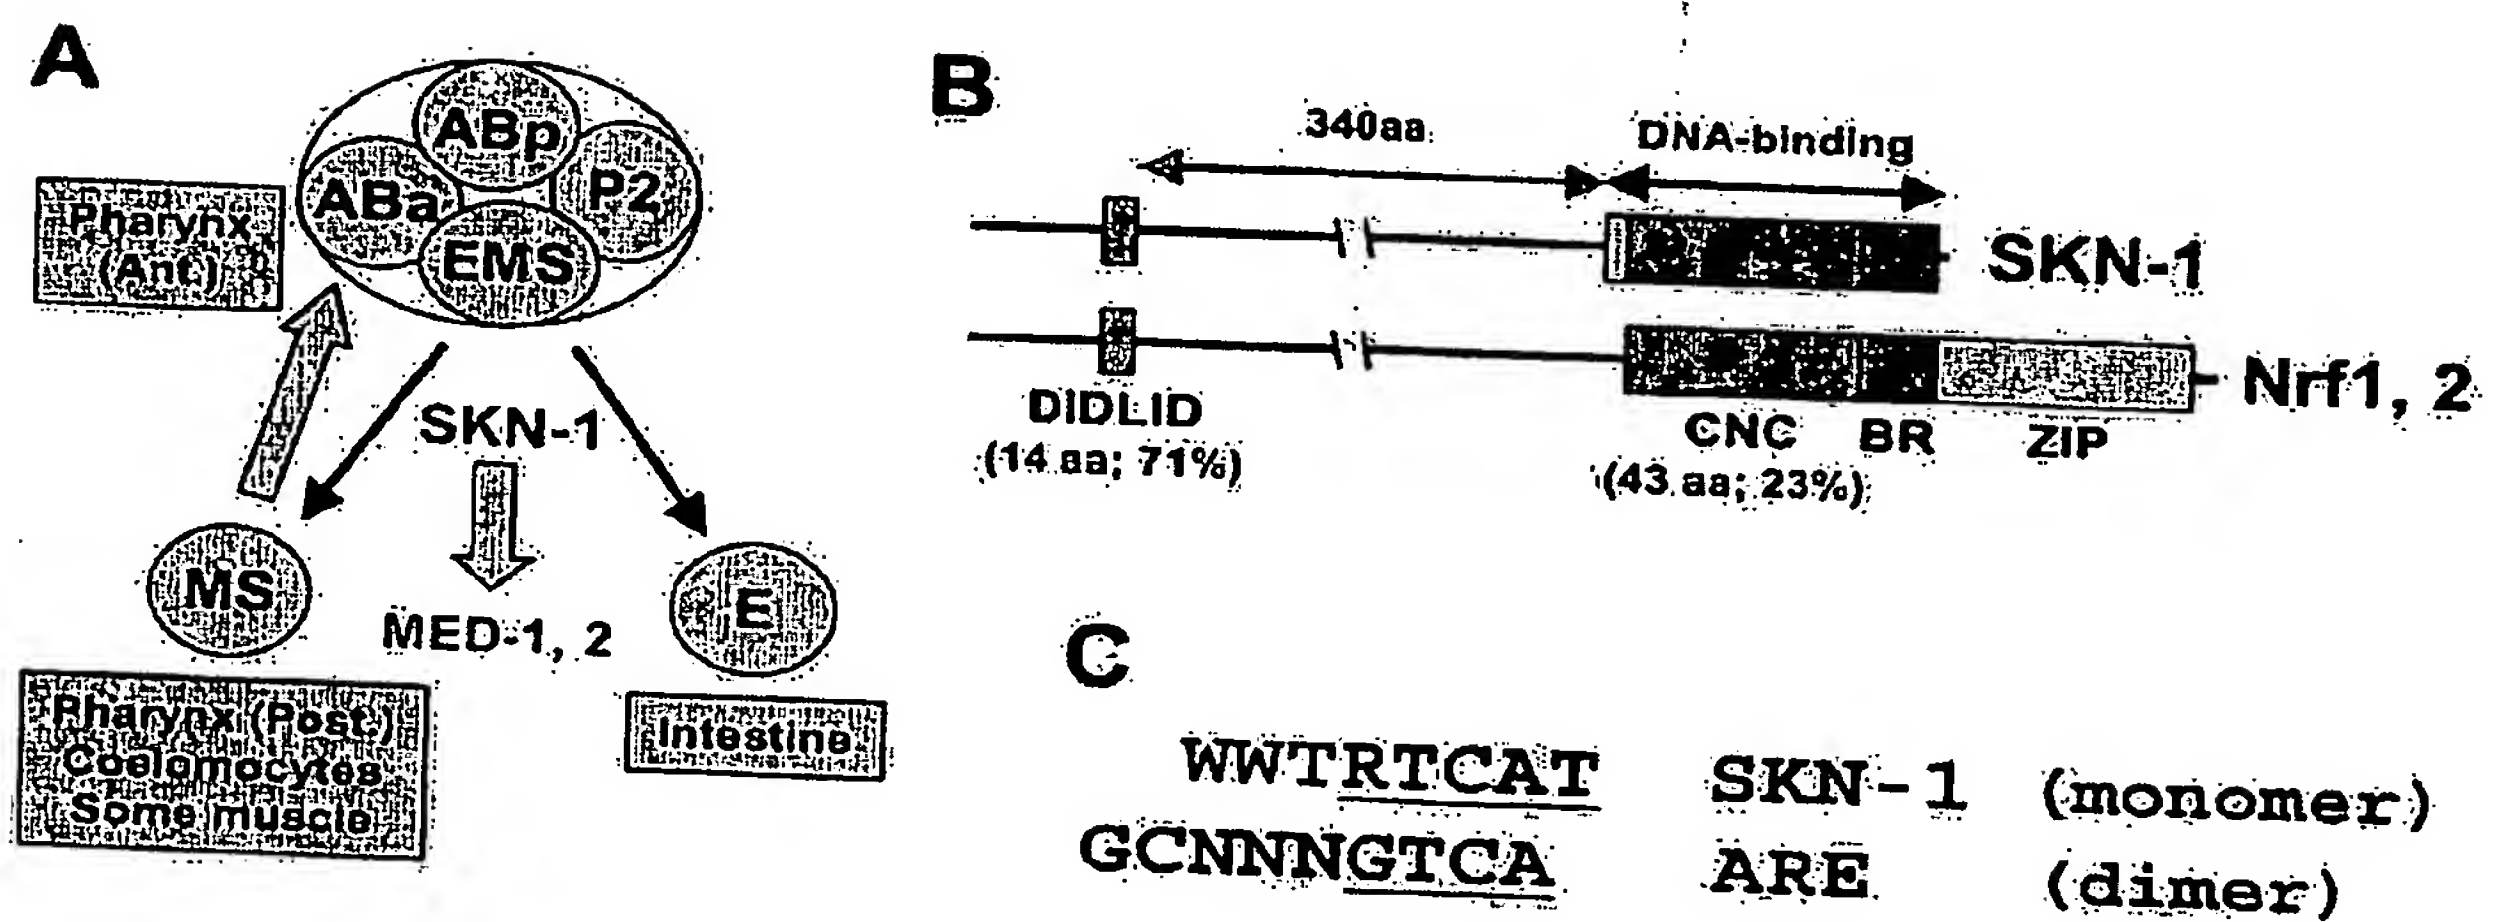 A
ABp
ABa
P2
EMS
Pharynx
(Ant.)
SKN-1
MS
MED-1, 2
E
Pharynx (Post.)
Coelomocytes
Some muscle
Intestine
B
340aa
DNA-binding
SKN-1
Nrf1, 2
DIDLID
(14 aa; 71%)
CNC BR ZIP
(43 aa; 23%)
C
WWTRTCAT SKN-1 (monomer)
GCNNNGTCA ARE (dimer)